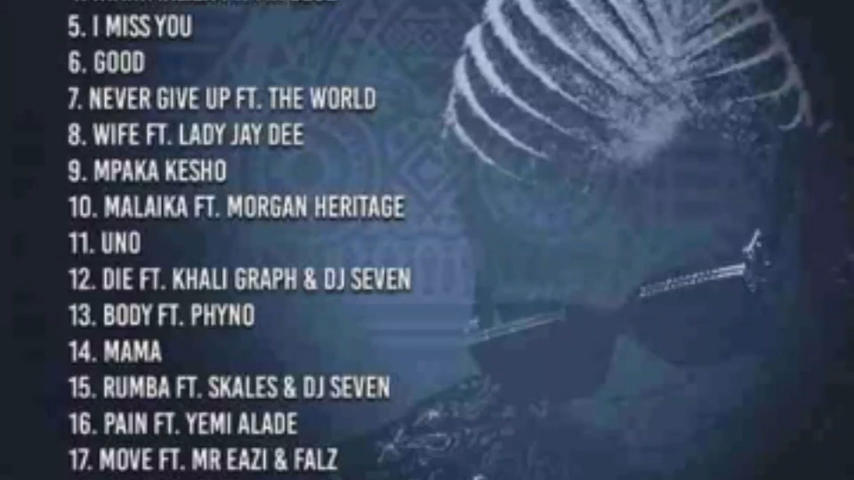 5. I MISS YOU
6. GOOD
7. NEVER GIVE UP FT. THE WORLD
8. WIFE FT. LADY JAY DEE
9. MPAKA KESHO
10. MALAIKA FT. MORGAN HERITAGE
11. UNO
12. DIE FT. KHALI GRAPH & DJ SEVEN
13. BODY FT. PHYNO
14. MAMA
15. RUMBA FT. SKALES & DJ SEVEN
16. PAIN FT. YEMI ALADE
17. MOVE FT. MR EAZI & FALZ